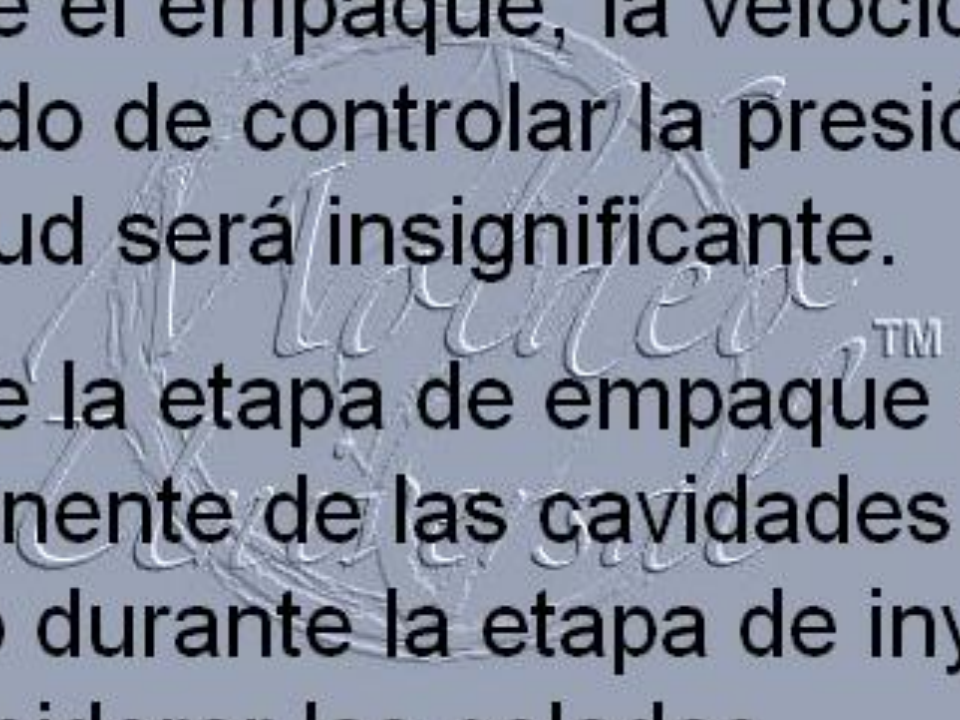 e el empaque, la velocid
do de controlar la presió
ud será insignificante.
TM
e la etapa de empaque
nente de las cavidades
o durante la etapa de iny